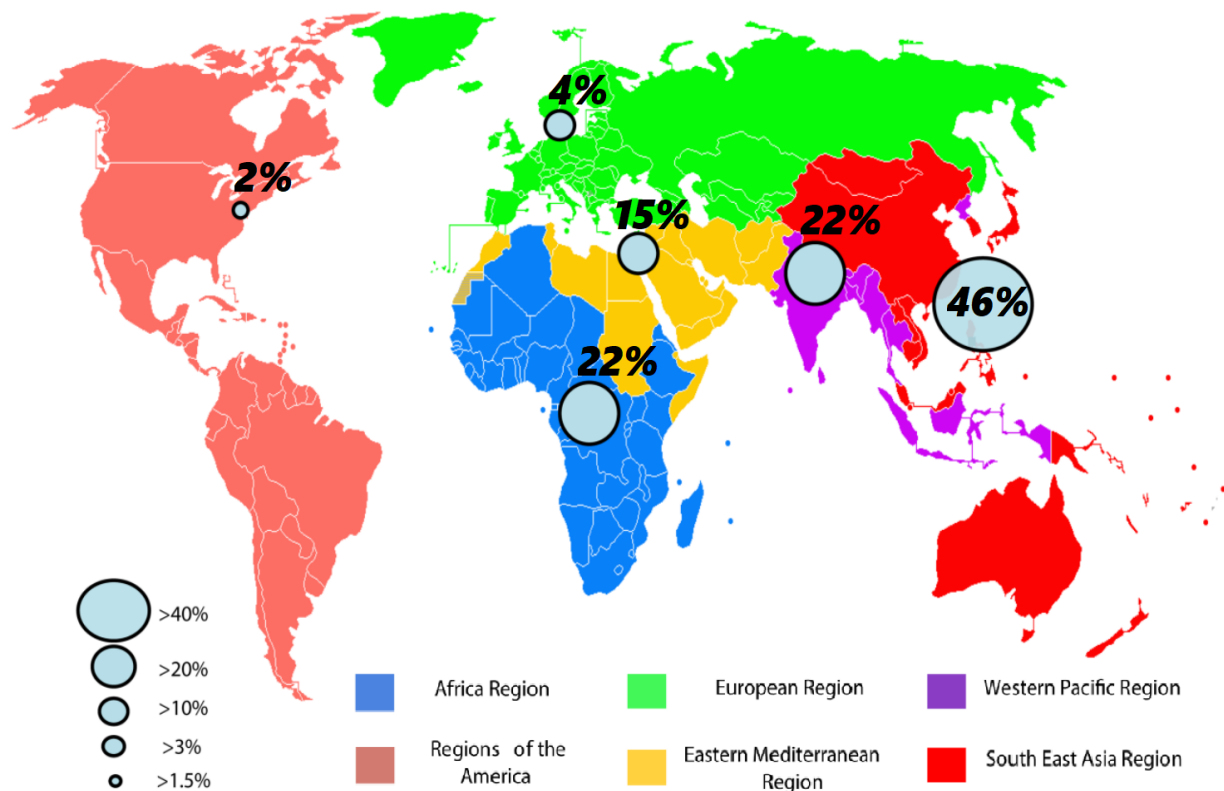 4%
2%
15%
22%
46%
22%
>40%
>20%
>10%
>3%
>1.5%
Africa Region
European Region
Western Pacific Region
Regions of the
America
Eastern Mediterranean
Region
South East Asia Region